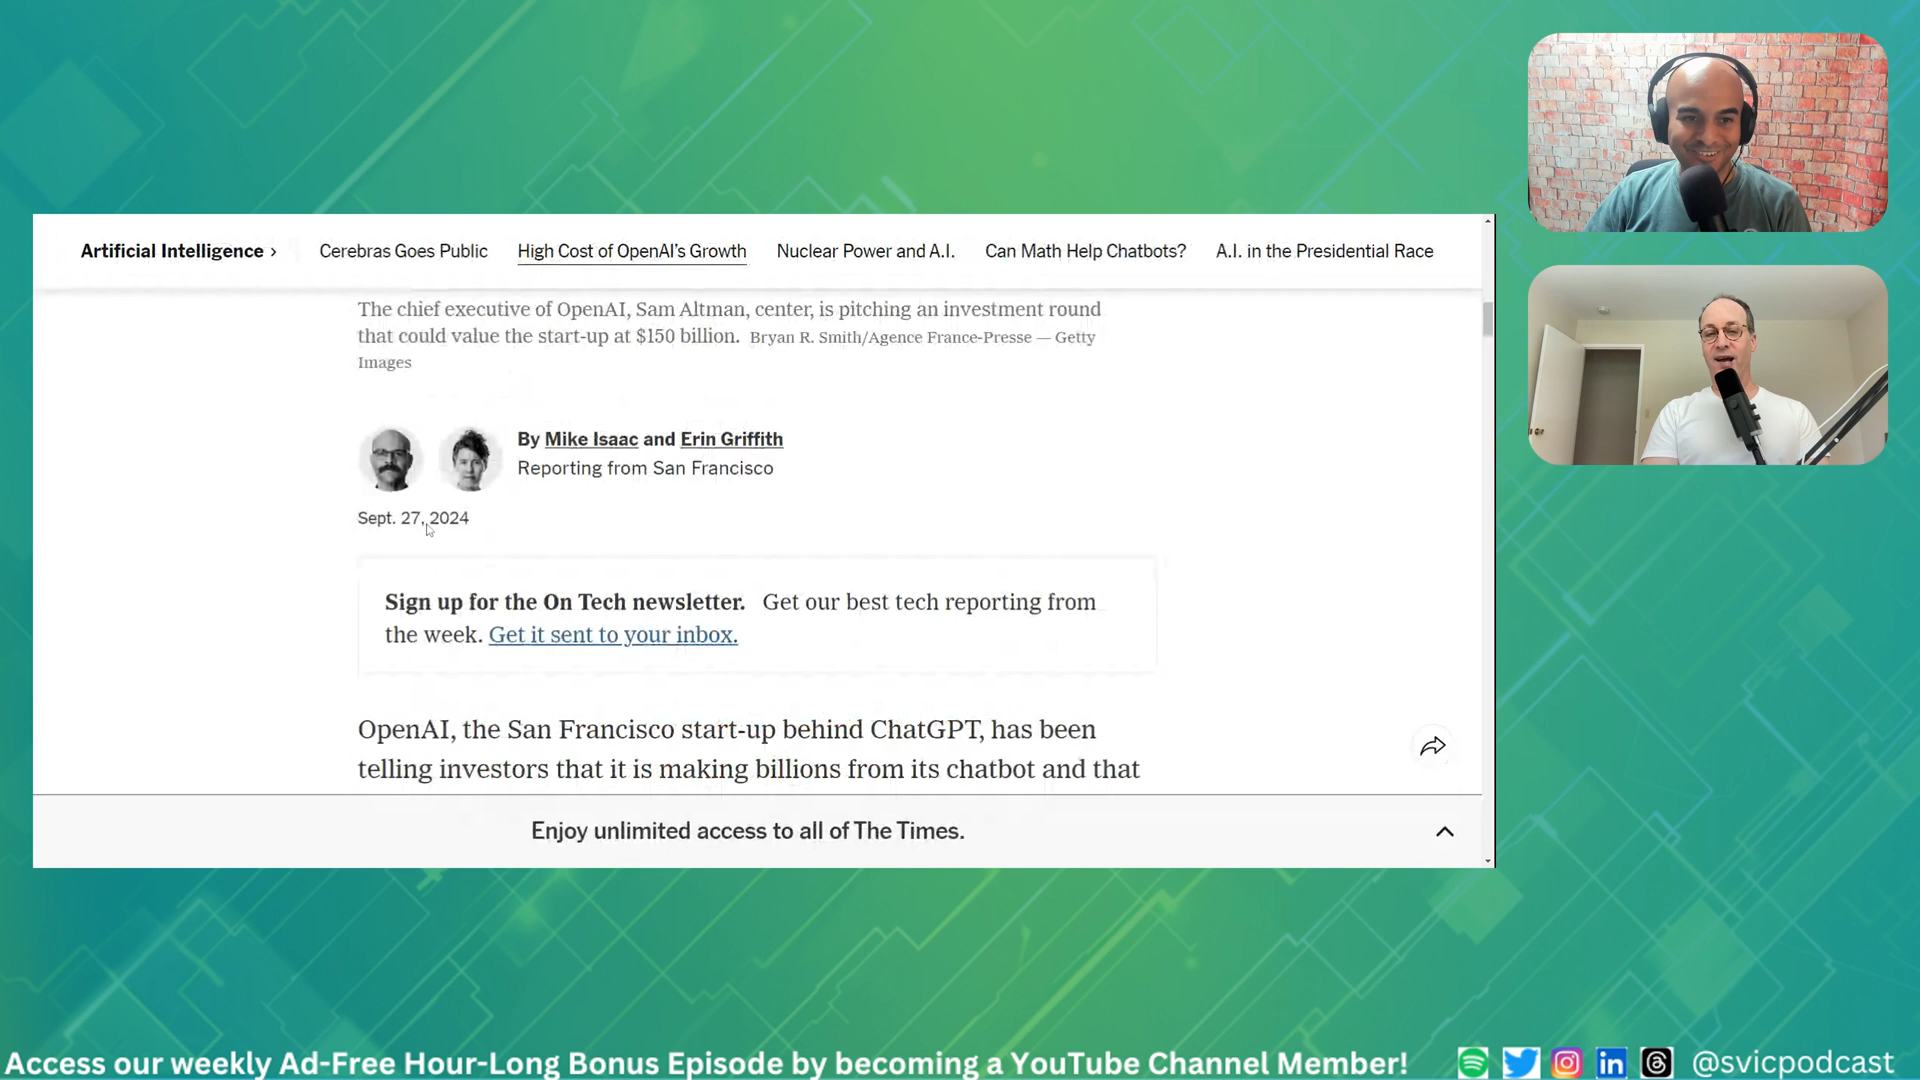 Artificial Intelligence › Cerebras Goes Public High Cost of OpenAI's Growth Nuclear Power and A.I. Can Math Help Chatbots? A.I. in the Presidential Race
The chief executive of OpenAI, Sam Altman, center, is pitching an investment round
that could value the start-up at $150 billion. Bryan R. Smith/Agence France-Presse — Getty
Images
By Mike Isaac and Erin Griffith
Reporting from San Francisco
Sept. 27, 2024
Sign up for the On Tech newsletter. Get our best tech reporting from
the week. Get it sent to your inbox.
OpenAI, the San Francisco start-up behind ChatGPT, has been
telling investors that it is making billions from its chatbot and that
Enjoy unlimited access to all of The Times.
Access our weekly Ad-Free Hour-Long Bonus Episode by becoming a YouTube Channel Member! @svicpodcast